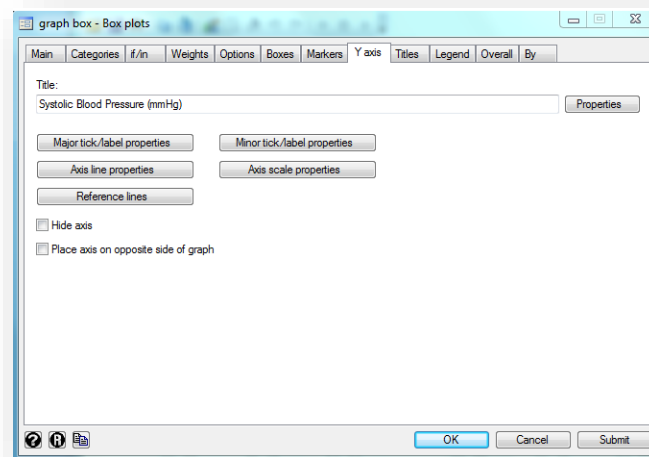 graph box - Box plots
Main Categories if/in Weights Options Boxes Markers Y axis Titles Legend Overall By
Title:
Systolic Blood Pressure (mmHg) Properties
Major tick/label properties Minor tick/label properties
Axis line properties Axis scale properties
Reference lines
Hide axis
Place axis on opposite side of graph
? R OK Cancel Submit